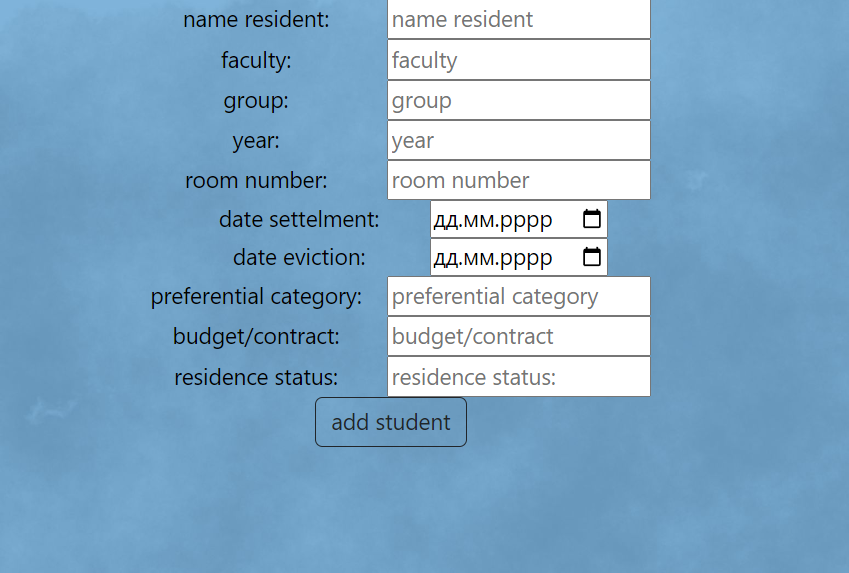 name resident: name resident
faculty: faculty
group: group
year: year
room number: room number
date settelment: дд.мм.рррр
date eviction: дд.мм.рррр
preferential category: preferential category
budget/contract: budget/contract
residence status: residence status:
add student